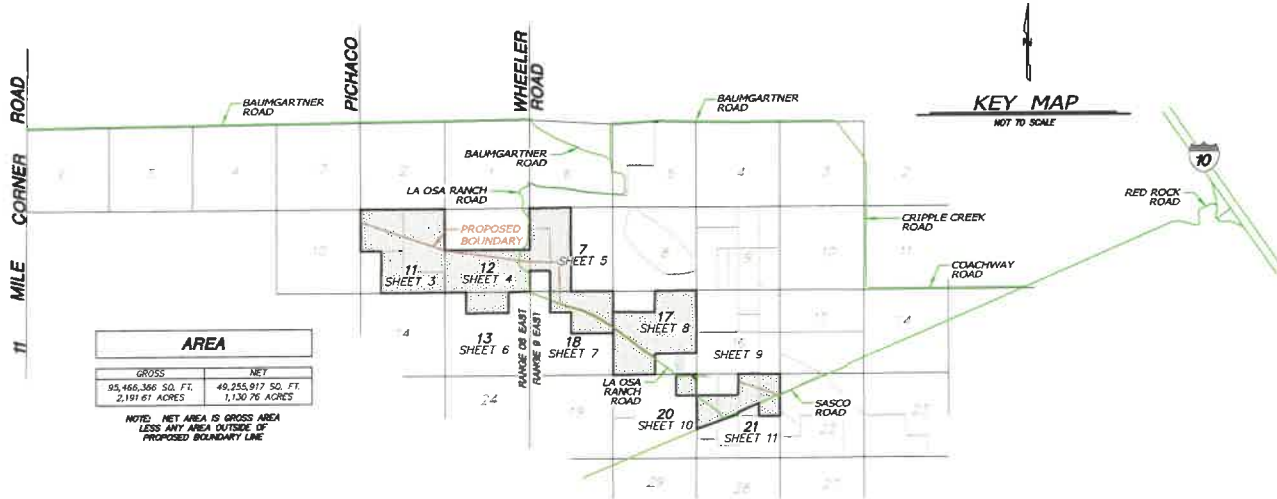 11 MILE CORNER ROAD
PICHACO
WHEELER
ROAD
BAUMGARTNER
ROAD
BAUMGARTNER
ROAD
BAUMGARTNER
ROAD
KEY MAP
NOT TO SCALE
10
RED ROCK
ROAD
LA OSA RANCH
ROAD
CRIPPLE CREEK
ROAD
COACHWAY
ROAD
PROPOSED
BOUNDARY
7
SHEET 5
11
SHEET 3
12
SHEET 4
13
SHEET 6
18
SHEET 7
17
SHEET 8
SHEET 9
RANGE 08 EAST
RANGE 9 EAST
LA OSA
RANCH
ROAD
SASCO
ROAD
20
SHEET 10
21
SHEET 11
24
29
28
AREA
GROSS NET
95,466,366 SQ. FT. 49,255,917 SQ. FT.
2,191.61 ACRES 1,130.76 ACRES
NOTE: NET AREA IS GROSS AREA
LESS ANY AREA OUTSIDE OF
PROPOSED BOUNDARY LINE